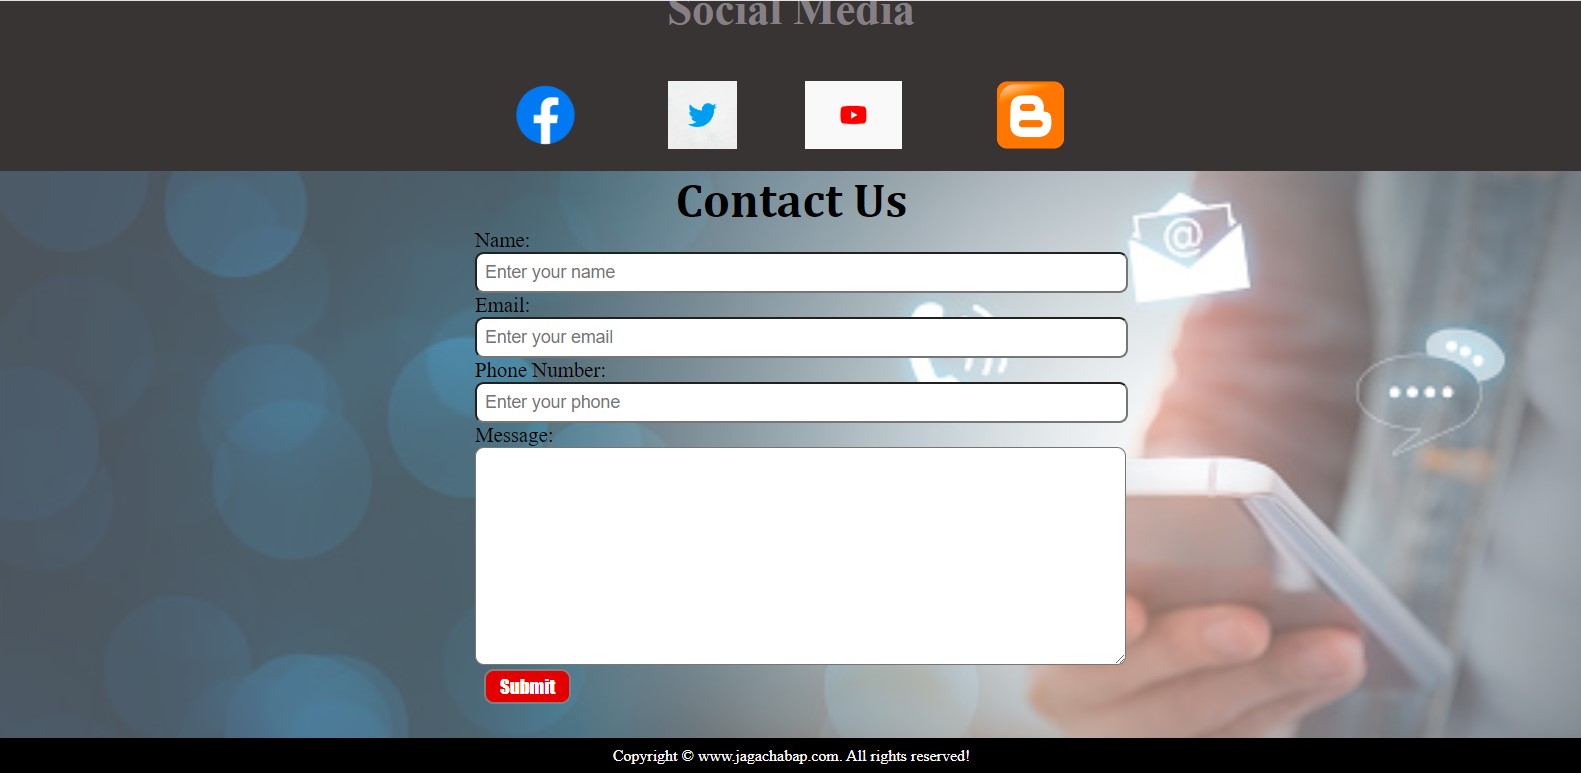 Social Media
Contact Us
Name:
Enter your name
Email:
Enter your email
Phone Number:
Enter your phone
Message:
Submit
Copyright © www.jagachabap.com. All rights reserved!